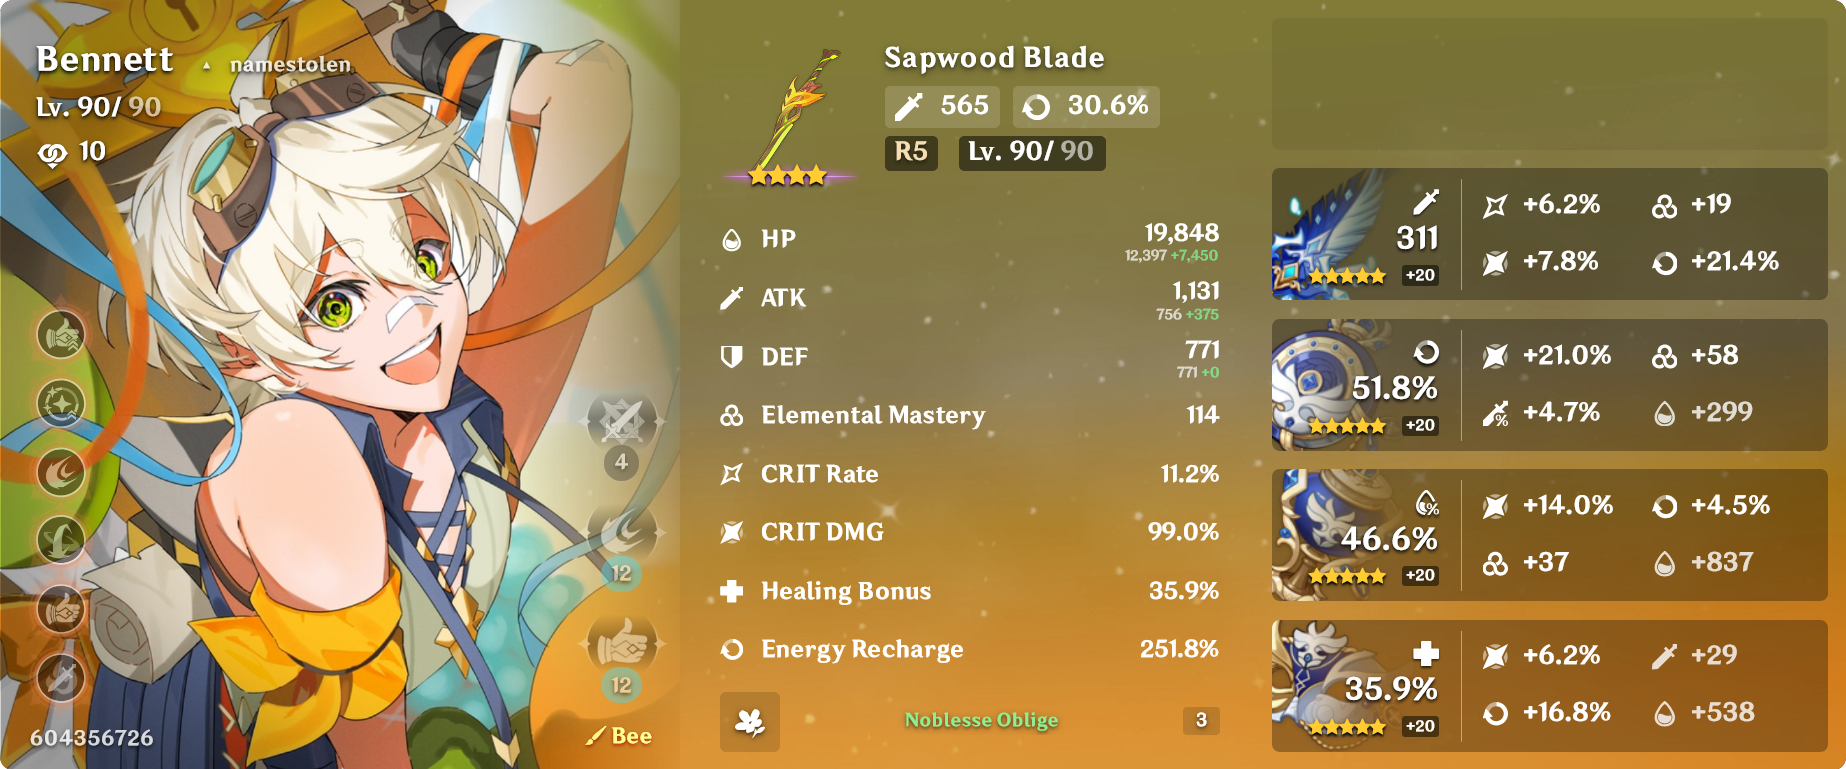 Bennett ▲ namestolen
Lv. 90/ 90
10
4
12
12
604356726
Bee
Sapwood Blade
565 30.6%
R5 Lv. 90/ 90
HP 19,848
12,397 +7,450
ATK 1,131
756 +375
DEF 771
771 +0
Elemental Mastery 114
CRIT Rate 11.2%
CRIT DMG 99.0%
Healing Bonus 35.9%
Energy Recharge 251.8%
Noblesse Oblige 3
311
+20
+6.2% +19
+7.8% +21.4%
51.8%
+20
+21.0% +58
% +4.7% +299
%
46.6%
+20
+14.0% +4.5%
+37 +837
35.9%
+20
+6.2% +29
+16.8% +538